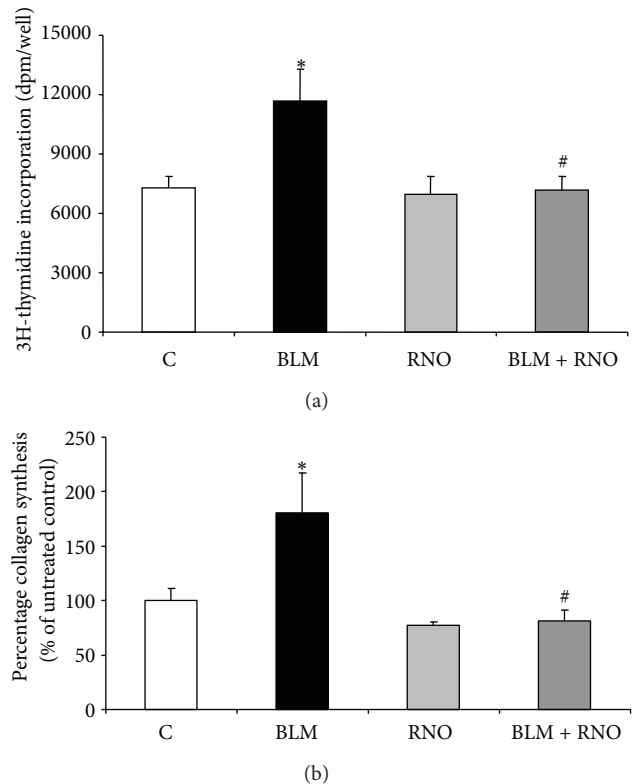 15000
12000
9000
6000
3000
0
3H-thymidine incorporation (dpm/well)
*
#
C BLM RNO BLM + RNO
(a)
250
200
150
100
50
0
Percentage collagen synthesis
(% of untreated control)
*
#
C BLM RNO BLM + RNO
(b)